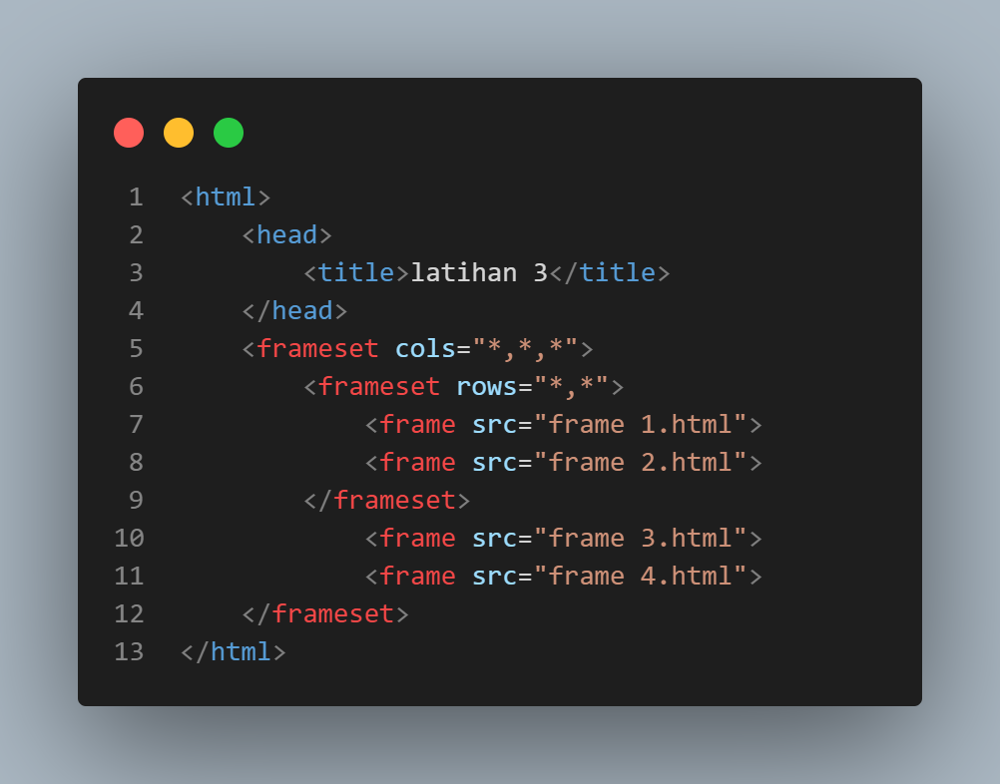 1 <html>
2     <head>
3         <title>latihan 3</title>
4     </head>
5     <frameset cols="*,*,*">
6         <frameset rows="*,*">
7             <frame src="frame 1.html">
8             <frame src="frame 2.html">
9         </frameset>
10             <frame src="frame 3.html">
11             <frame src="frame 4.html">
12     </frameset>
13 </html>